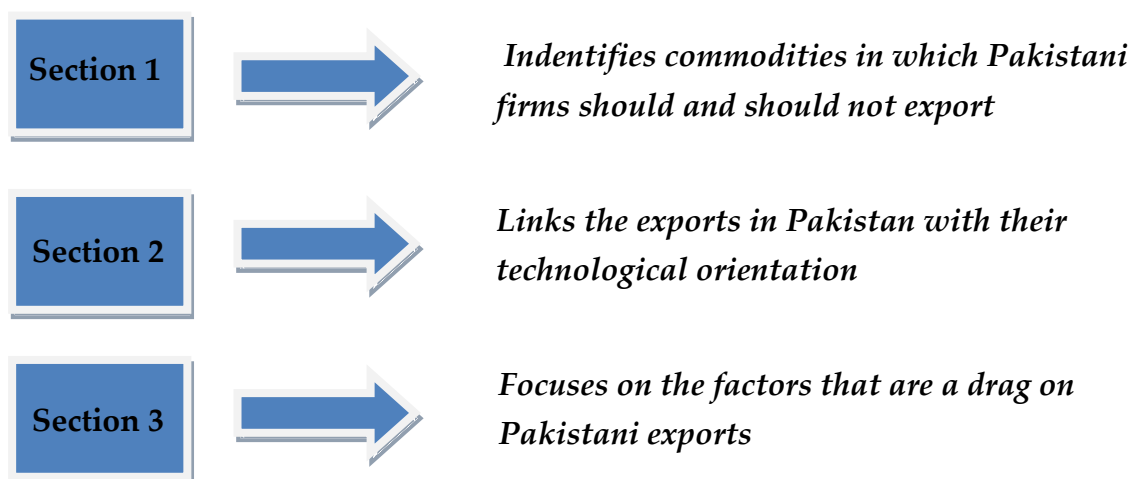 Section 1
Indentifies commodities in which Pakistani
firms should and should not export
Section 2
Links the exports in Pakistan with their
technological orientation
Section 3
Focuses on the factors that are a drag on
Pakistani exports